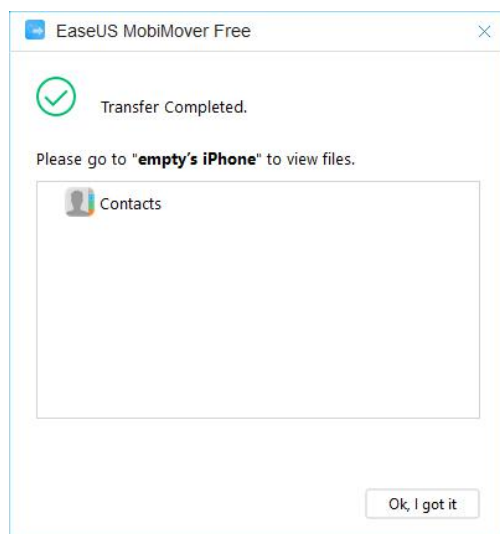 EaseUS MobiMover Free
Transfer Completed.
Please go to "empty’s iPhone" to view files.
Contacts
Ok, I got it